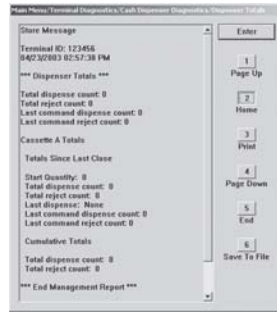 Main Menu/Terminal Diagnostics/Cash Dispenser Diagnostics/Dispenser Totals
Store Message
Terminal ID: 123456
04/23/2003 02:57:38 PM
*** Dispenser Totals ***
Total dispense count: 0
Total reject count: 0
Last command dispense count: 0
Last command reject count: 0
Cassette A Totals
Totals Since Last Close
Start Quantity: 0
Total dispense count: 0
Total reject count: 0
Last dispense: None
Last command dispense count: 0
Last command reject count: 0
Cumulative Totals
Total dispense count: 0
Total reject count: 0
*** End Management Report ***
Enter
1
Page Up
2
Home
3
Print
4
Page Down
5
End
6
Save To File